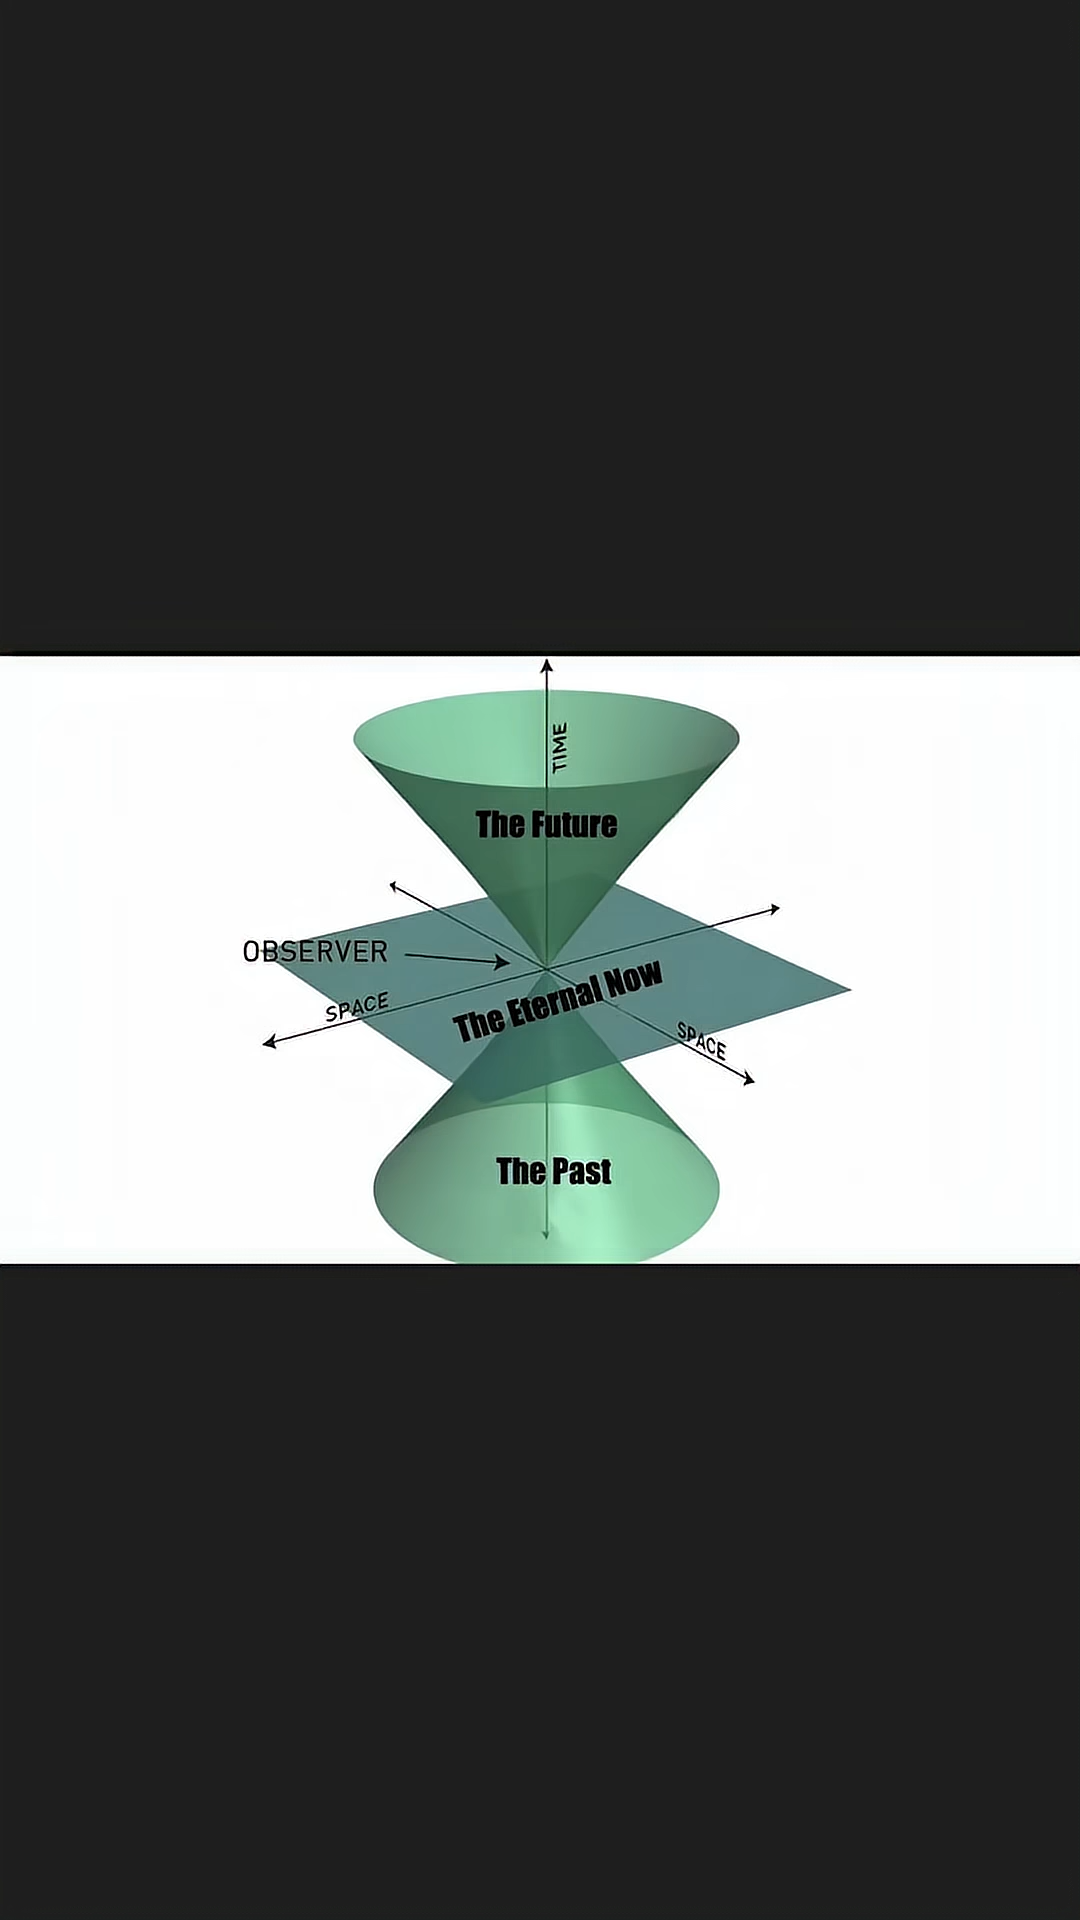 TIME
The Future
OBSERVER
The Eternal Now
SPACE
SPACE
The Past